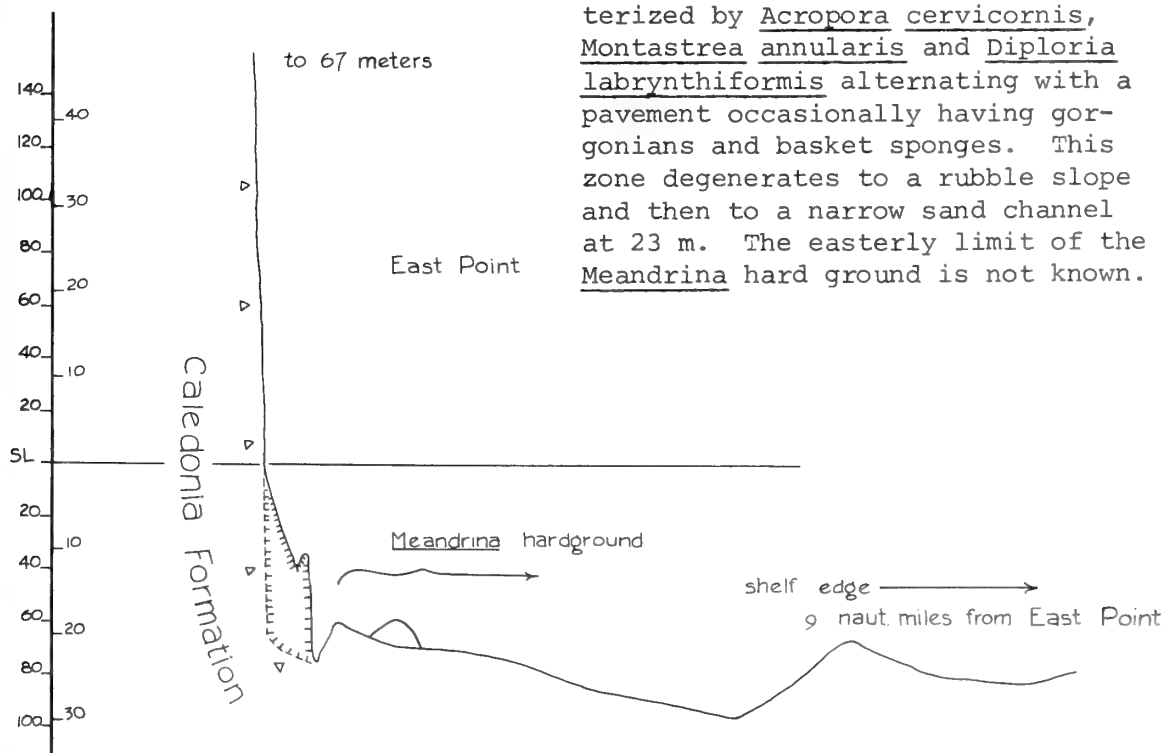 terized by Acropora cervicornis,
Montastrea annularis and Diploria
labrynthiformis alternating with a
pavement occasionally having gor-
gonians and basket sponges. This
zone degenerates to a rubble slope
and then to a narrow sand channel
at 23 m. The easterly limit of the
Meandrina hard ground is not known.
to 67 meters
140
40
120
100
30
80
East Point
20
60
40
10
20
SL
Caledonia Formation
20
10
Meandrina hardground
40
shelf edge
9 naut. miles from East Point
60
20
80
100
30